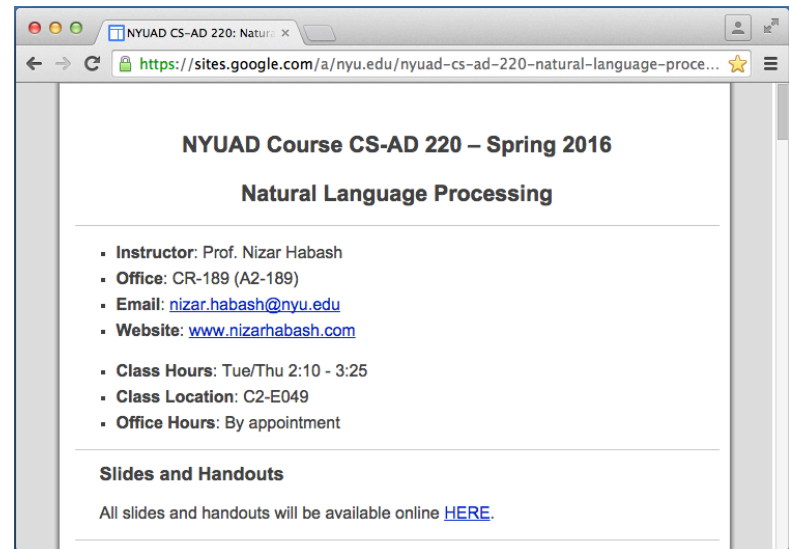 NYUAD CS-AD 220: Natura
https://sites.google.com/a/nyu.edu/nyuad-cs-ad-220-natural-language-proce...
NYUAD Course CS-AD 220 – Spring 2016
Natural Language Processing
Instructor: Prof. Nizar Habash
Office: CR-189 (A2-189)
Email: nizar.habash@nyu.edu
Website: www.nizarhabash.com
Class Hours: Tue/Thu 2:10 - 3:25
Class Location: C2-E049
Office Hours: By appointment
Slides and Handouts
All slides and handouts will be available online HERE.